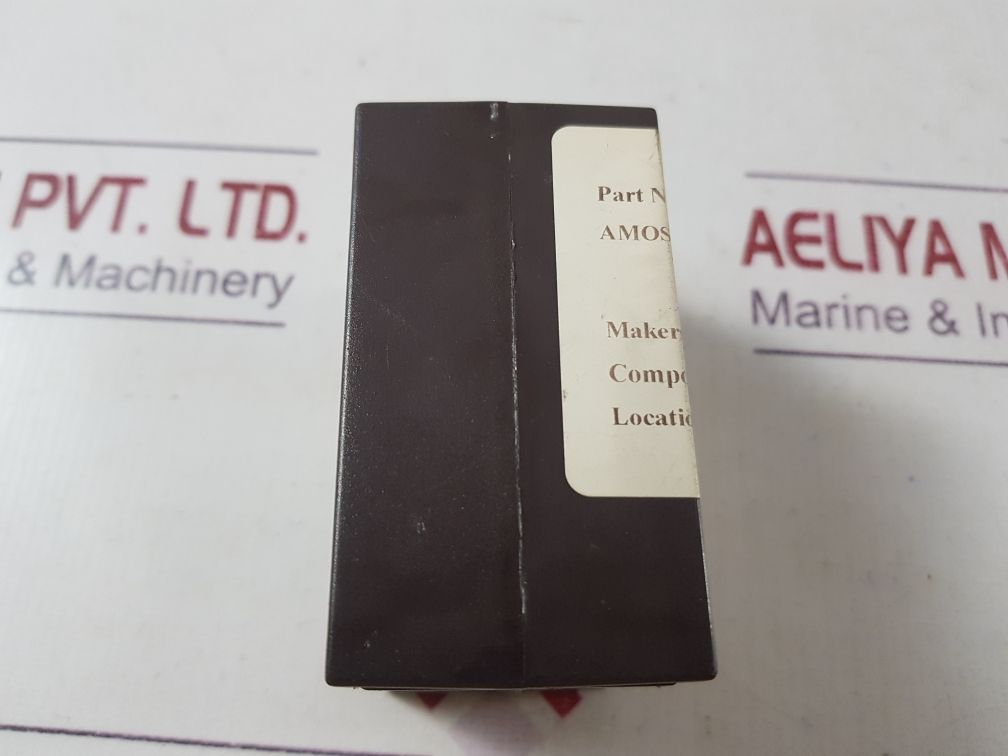 PVT. LTD.
& Machinery
AELIYA M
Marine & In
Part N
AMOS
Maker
Compo
Locatio